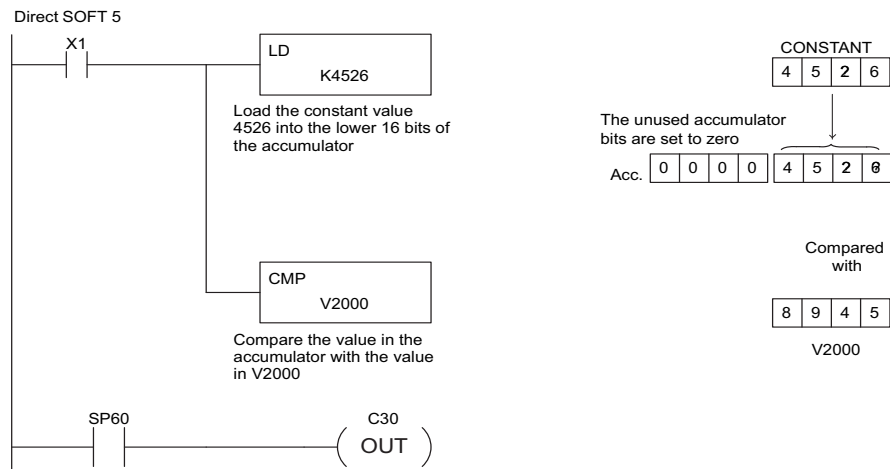 Direct SOFT 5
X1
LD
K4526
Load the constant value
4526 into the lower 16 bits of
the accumulator
CONSTANT
4 5 2 6
The unused accumulator
bits are set to zero
Acc. 0 0 0 0 4 5 2 6
CMP
V2000
Compare the value in the
accumulator with the value
in V2000
Compared
with
8 9 4 5
V2000
SP60
C30
OUT